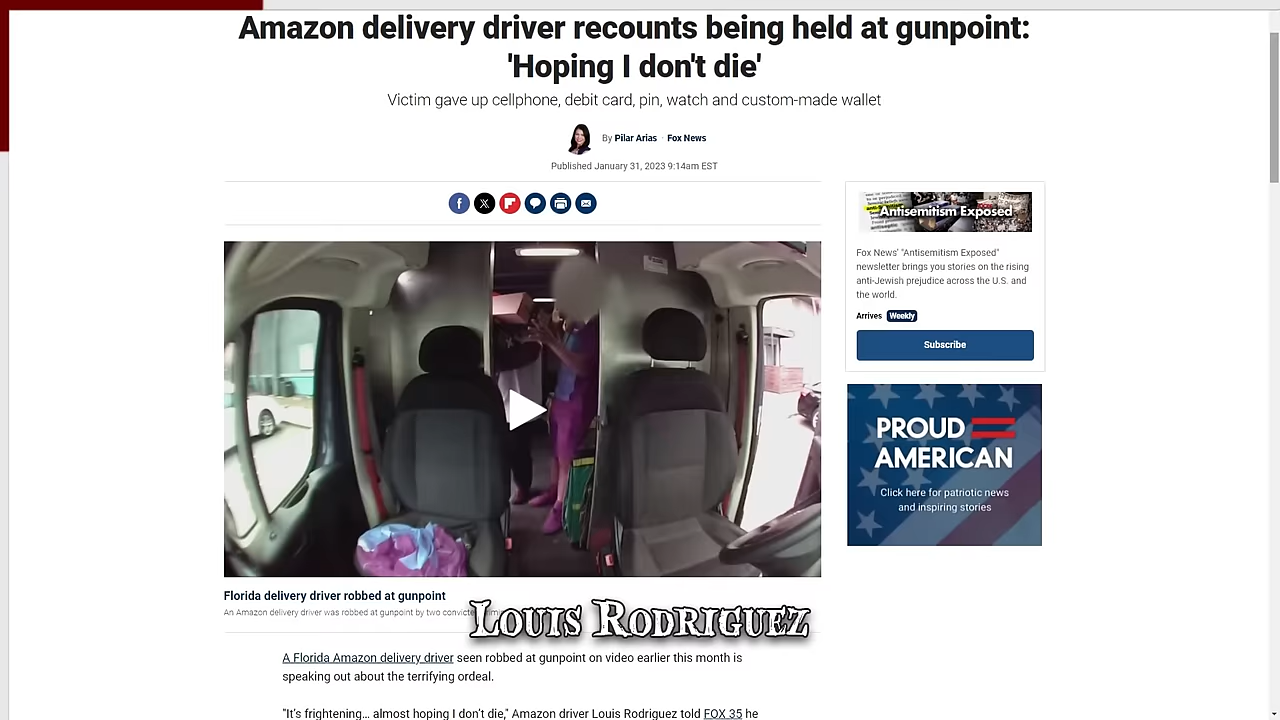 Amazon delivery driver recounts being held at gunpoint:
'Hoping I don't die'
Victim gave up cellphone, debit card, pin, watch and custom-made wallet
By Pilar Arias · Fox News
Published January 31, 2023 9:14am EST
Antisemitism Exposed
Fox News' "Antisemitism Exposed"
newsletter brings you stories on the rising
anti-Jewish prejudice across the U.S. and
the world.
Arrives Weekly
Subscribe
PROUD
AMERICAN
Click here for patriotic news
and inspiring stories
Florida delivery driver robbed at gunpoint
An Amazon delivery driver was robbed at gunpoint by two
Louis Rodriguez
A Florida Amazon delivery driver seen robbed at gunpoint on video earlier this month is
speaking out about the terrifying ordeal.
"It's frightening… almost hoping I don't die," Amazon driver Louis Rodriguez told FOX 35 he